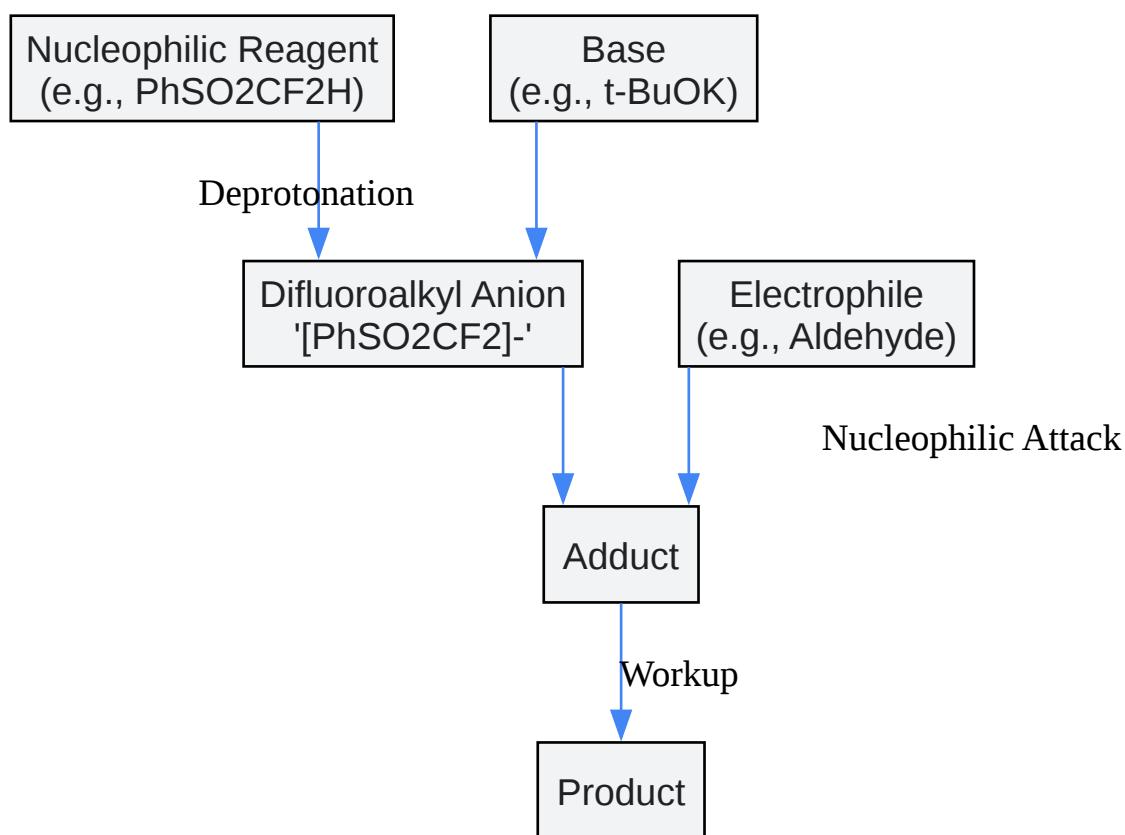 Nucleophilic Reagent
(e.g., PhSO2CF2H)
Base
(e.g., t-BuOK)
Deprotonation
Difluoroalkyl Anion
'[PhSO2CF2]-'
Electrophile
(e.g., Aldehyde)
Nucleophilic Attack
Adduct
Workup
Product